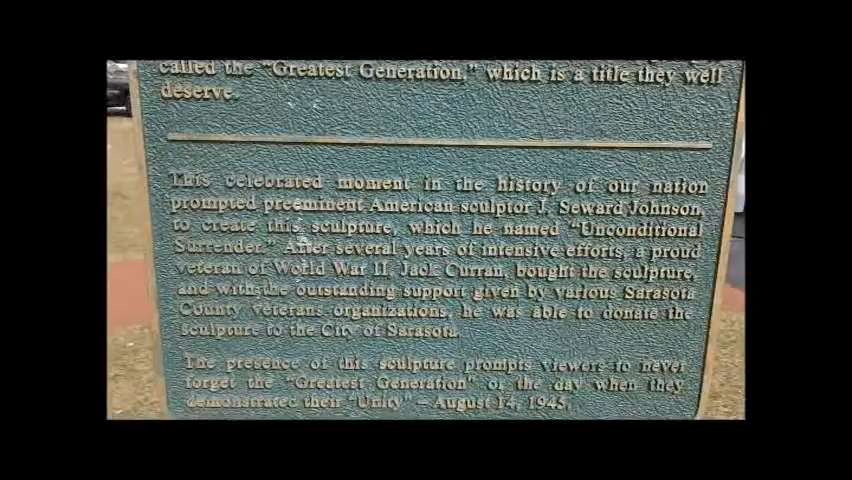 called the "Greatest Generation," which is a title they well
deserve.
This celebrated moment in the history of our nation
prompted preeminent American sculptor J. Seward Johnson,
to create this sculpture, which he named "Unconditional
Surrender." After several years of intensive efforts, a proud
veteran of World War II, Jack Curran, bought the sculpture,
and with the outstanding support given by various Sarasota
County veterans organizations, he was able to donate the
sculpture to the City of Sarasota.
The presence of this sculpture prompts viewers to never
forget the "Greatest Generation" or the day when they
demonstrated their "Unity" – August 14, 1945.